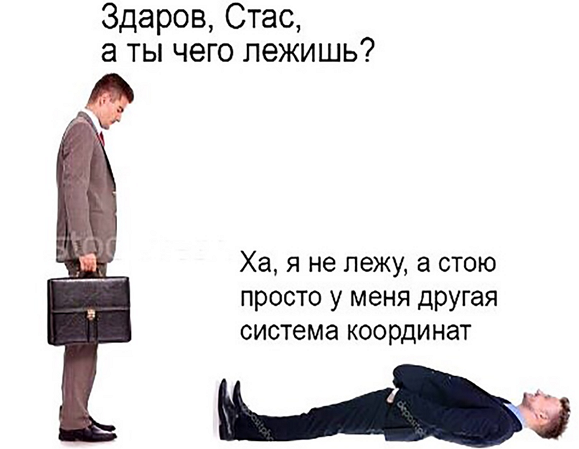 Здаров, Стас,
а ты чего лежишь?
Ха, я не лежу, а стою
просто у меня другая
система координат